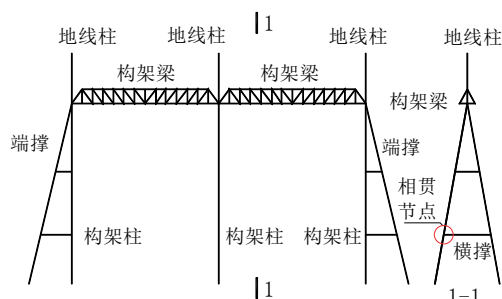 1
地线柱 地线柱 地线柱 地线柱
构架梁 构架梁
构架梁
端撑 端撑
相贯
节点
构架柱 构架柱 构架柱
横撑
1
1-1